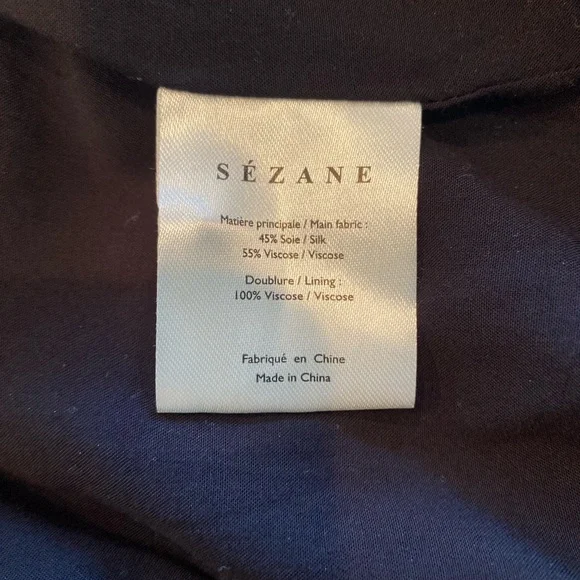 SÉZANE
Matière principale / Main fabric :
45% Soie / Silk
55% Viscose / Viscose
Doublure / Lining :
100% Viscose / Viscose
Fabriqué en Chine
Made in China